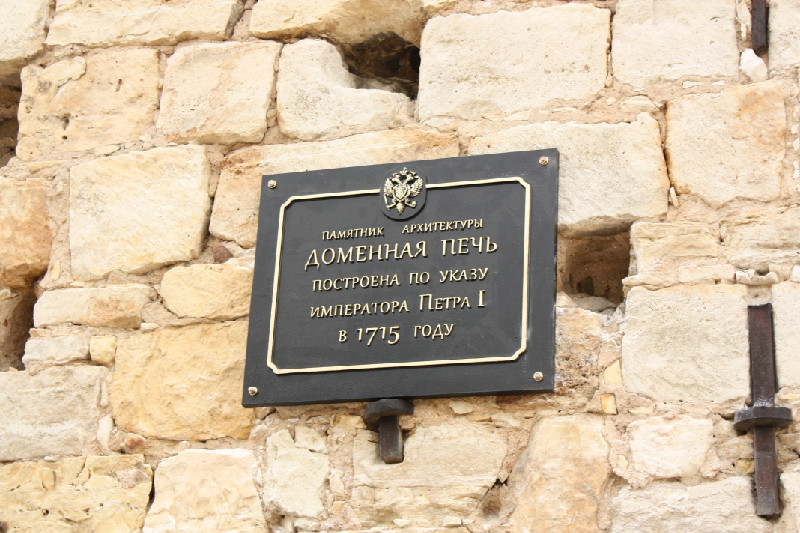 ПАМЯТНИК АРХИТЕКТУРЫ
ДОМЕННАЯ ПЕЧЬ
ПОСТРОЕНА ПО УКАЗУ
ИМПЕРАТОРА ПЕТРА I
В 1715 ГОДУ